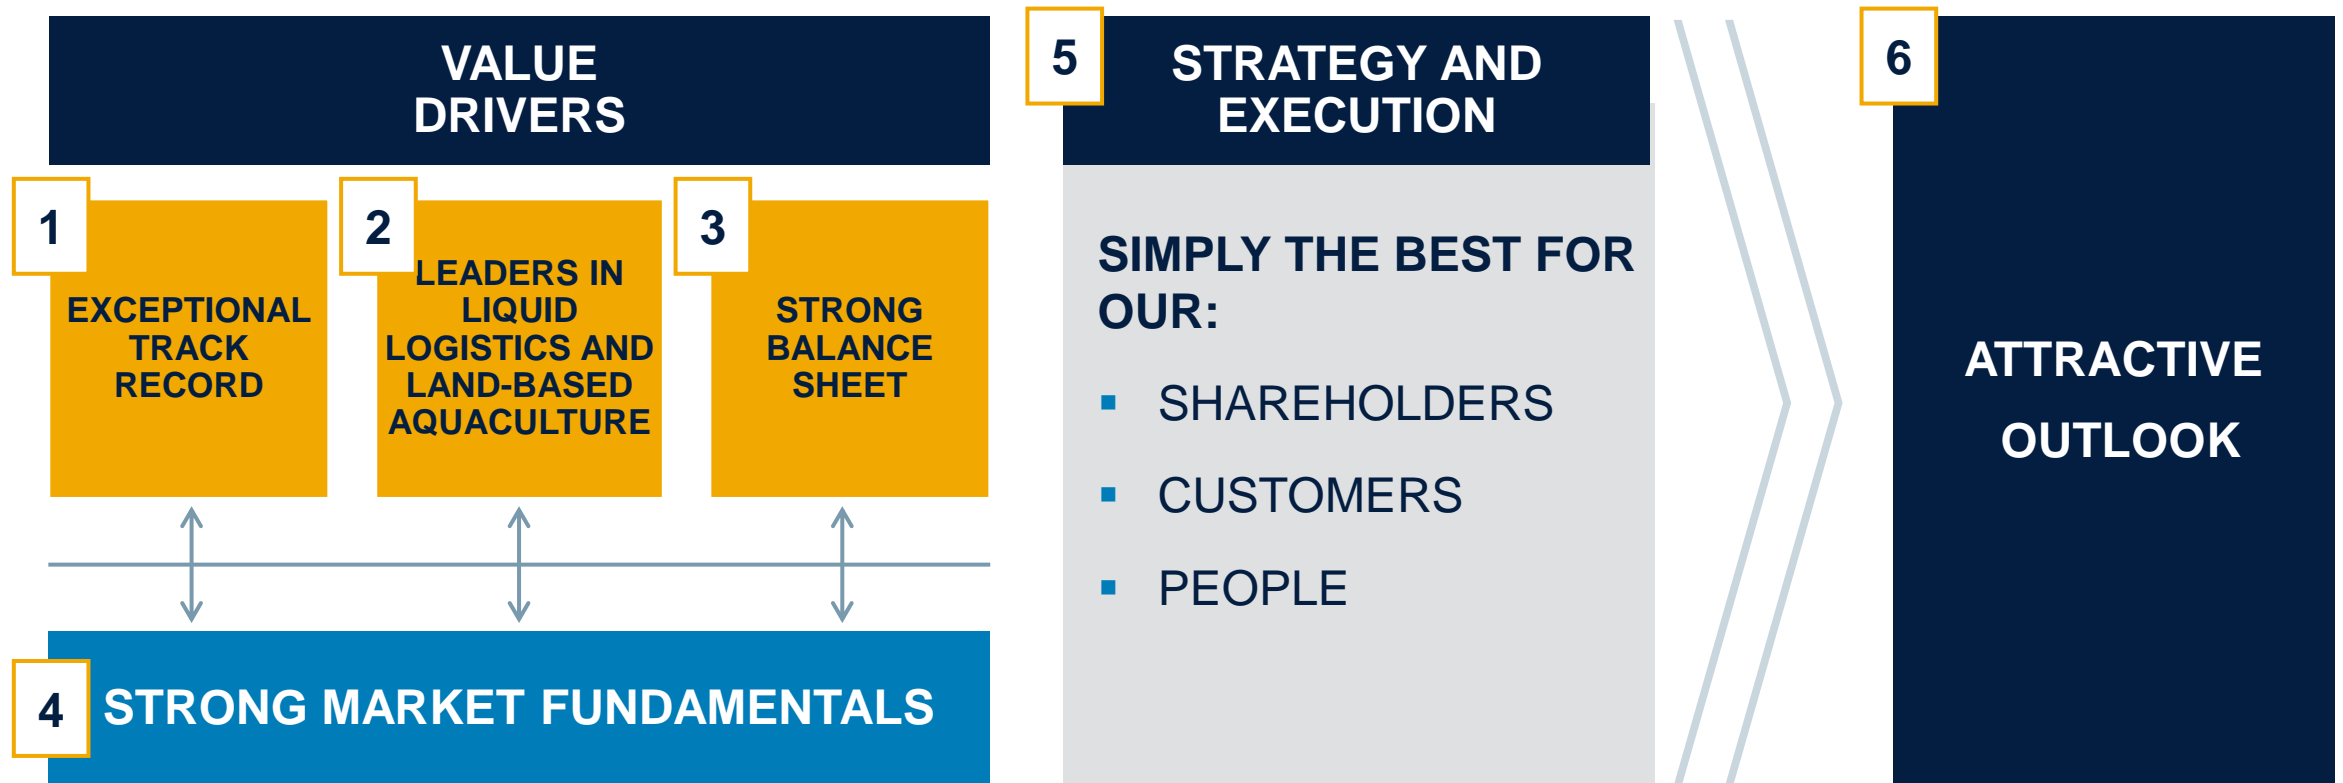 VALUE
DRIVERS
1
EXCEPTIONAL
TRACK
RECORD
2
LEADERS IN
LIQUID
LOGISTICS AND
LAND-BASED
AQUACULTURE
3
STRONG
BALANCE
SHEET
4
STRONG MARKET FUNDAMENTALS
5
STRATEGY AND
EXECUTION
SIMPLY THE BEST FOR
OUR:
▪ SHAREHOLDERS
▪ CUSTOMERS
▪ PEOPLE
6
ATTRACTIVE
OUTLOOK